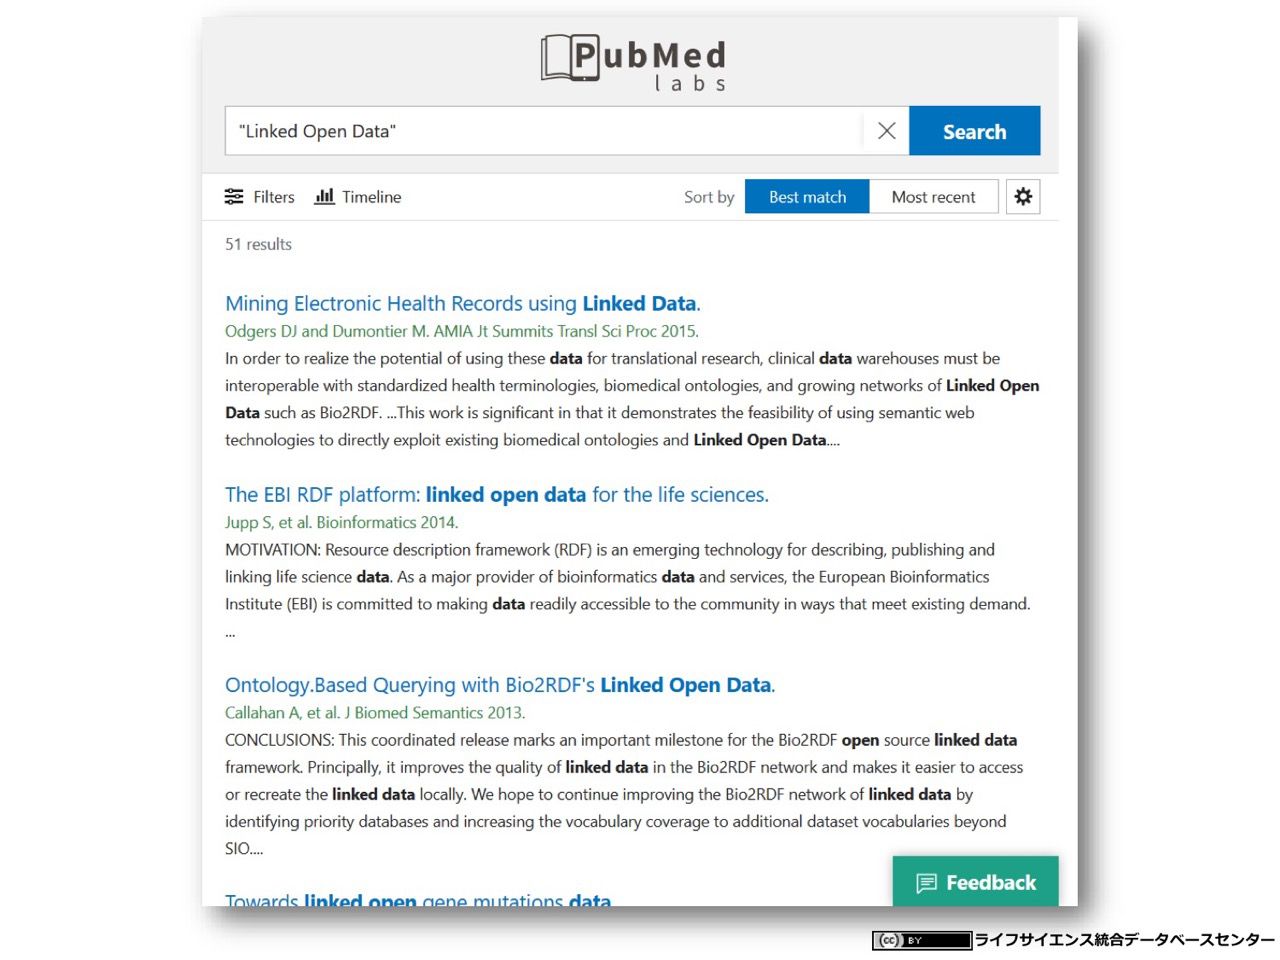 PubMed
labs
"Linked Open Data"
Search
Filters Timeline Sort by Best match Most recent
51 results
Mining Electronic Health Records using Linked Data.
Odgers DJ and Dumontier M. AMIA Jt Summits Transl Sci Proc 2015.
In order to realize the potential of using these data for translational research, clinical data warehouses must be
interoperable with standardized health terminologies, biomedical ontologies, and growing networks of Linked Open
Data such as Bio2RDF. ...This work is significant in that it demonstrates the feasibility of using semantic web
technologies to directly exploit existing biomedical ontologies and Linked Open Data....
The EBI RDF platform: linked open data for the life sciences.
Jupp S, et al. Bioinformatics 2014.
MOTIVATION: Resource description framework (RDF) is an emerging technology for describing, publishing and
linking life science data. As a major provider of bioinformatics data and services, the European Bioinformatics
Institute (EBI) is committed to making data readily accessible to the community in ways that meet existing demand.
...
Ontology.Based Querying with Bio2RDF's Linked Open Data.
Callahan A, et al. J Biomed Semantics 2013.
CONCLUSIONS: This coordinated release marks an important milestone for the Bio2RDF open source linked data
framework. Principally, it improves the quality of linked data in the Bio2RDF network and makes it easier to access
or recreate the linked data locally. We hope to continue improving the Bio2RDF network of linked data by
identifying priority databases and increasing the vocabulary coverage to additional dataset vocabularies beyond
SIO....
Feedback
Towards linked open gene mutations data
cc BY ライフサイエンス統合データベースセンター